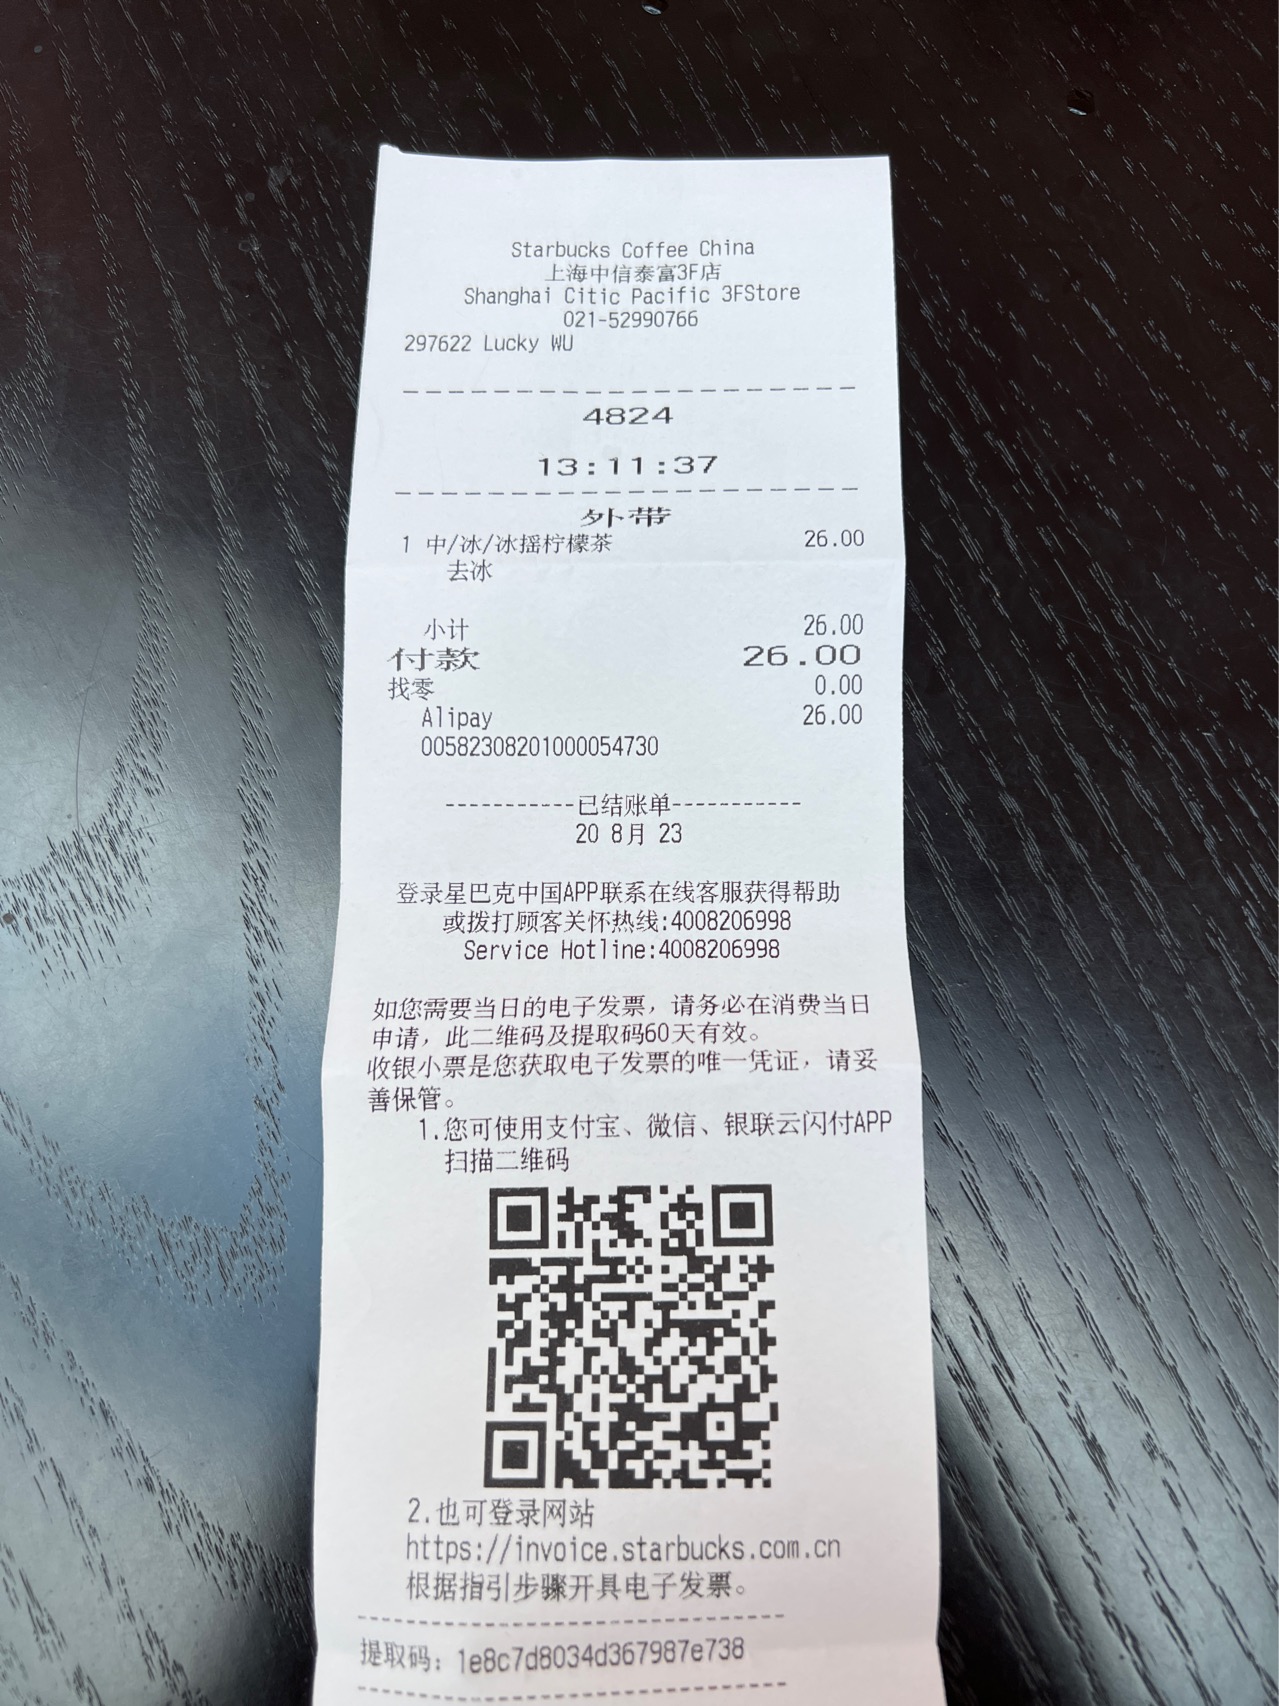 Starbucks Coffee China
上海中信泰富3F店
Shanghai Citic Pacific 3FStore
021-52990766
297622 Lucky WU
4824
13:11:37
外带
1 中/冰/冰摇柠檬茶 26.00
去冰
小计 26.00
付款 26.00
找零 0.00
Alipay 26.00
00582308201000054730
-----------已结账单-----------
20 8月 23
登录星巴克中国APP联系在线客服获得帮助
或拨打顾客关怀热线:4008206998
Service Hotline:4008206998
如您需要当日的电子发票，请务必在消费当日
申请，此二维码及提取码60天有效。
收银小票是您获取电子发票的唯一凭证，请妥
善保管。
1.您可使用支付宝、微信、银联云闪付APP
扫描二维码
2.也可登录网站
https://invoice.starbucks.com.cn
根据指引步骤开具电子发票。
提取码：1e8c7d8034d367987e738